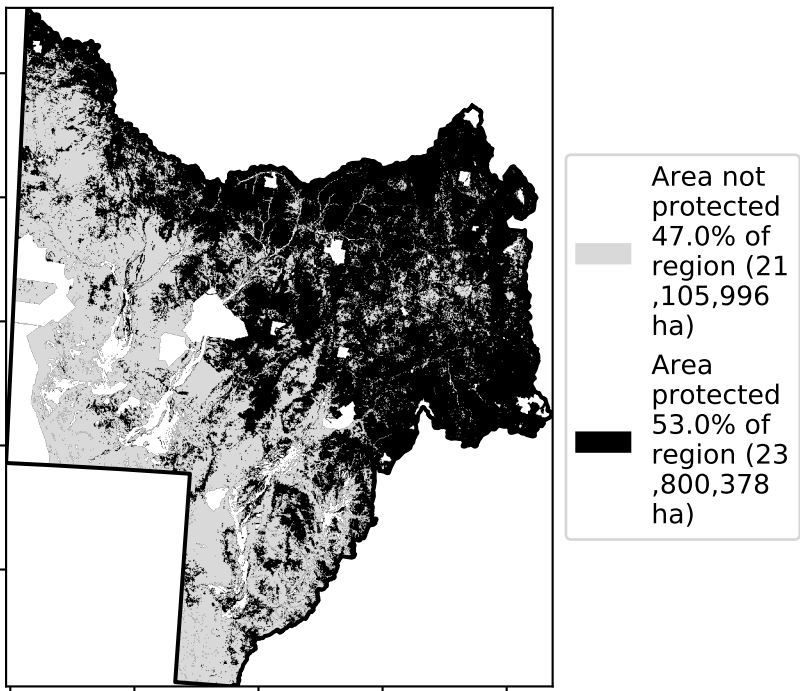 Area not
protected
47.0% of
region (21
,105,996
ha)
Area
protected
53.0% of
region (23
,800,378
ha)